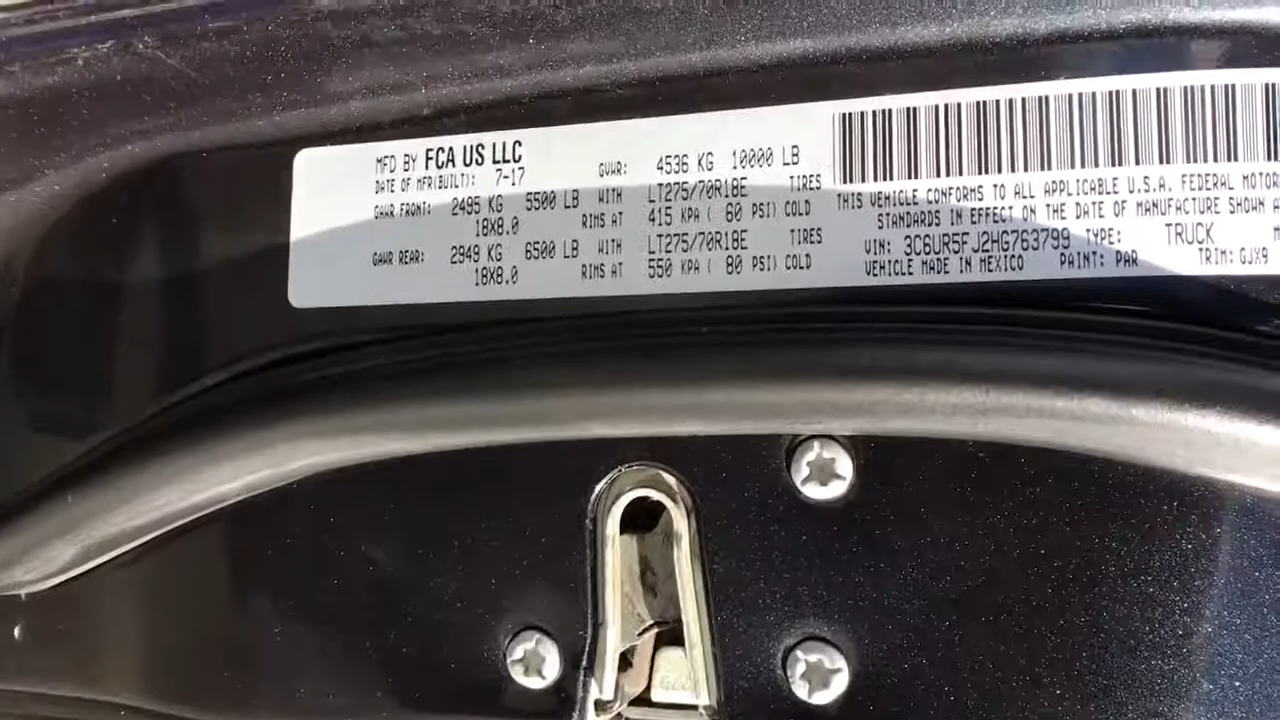 MFD BY FCA US LLC
DATE OF MFR(BUILT): 7-17
GVWR: 4536 KG 10000 LB
GAWR FRONT: 2495 KG 5500 LB WITH LT275/70R18E TIRES
18X8.0 RIMS AT 415 KPA ( 60 PSI) COLD
GAWR REAR: 2949 KG 6500 LB WITH LT275/70R18E TIRES
18X8.0 RIMS AT 550 KPA ( 80 PSI) COLD
THIS VEHICLE CONFORMS TO ALL APPLICABLE U.S.A. FEDERAL MOTOR
STANDARDS IN EFFECT ON THE DATE OF MANUFACTURE SHOWN
VIN: 3C6UR5FJ2HG763799 TYPE: TRUCK
VEHICLE MADE IN MEXICO PAINT: PAR TRIM: GJX9